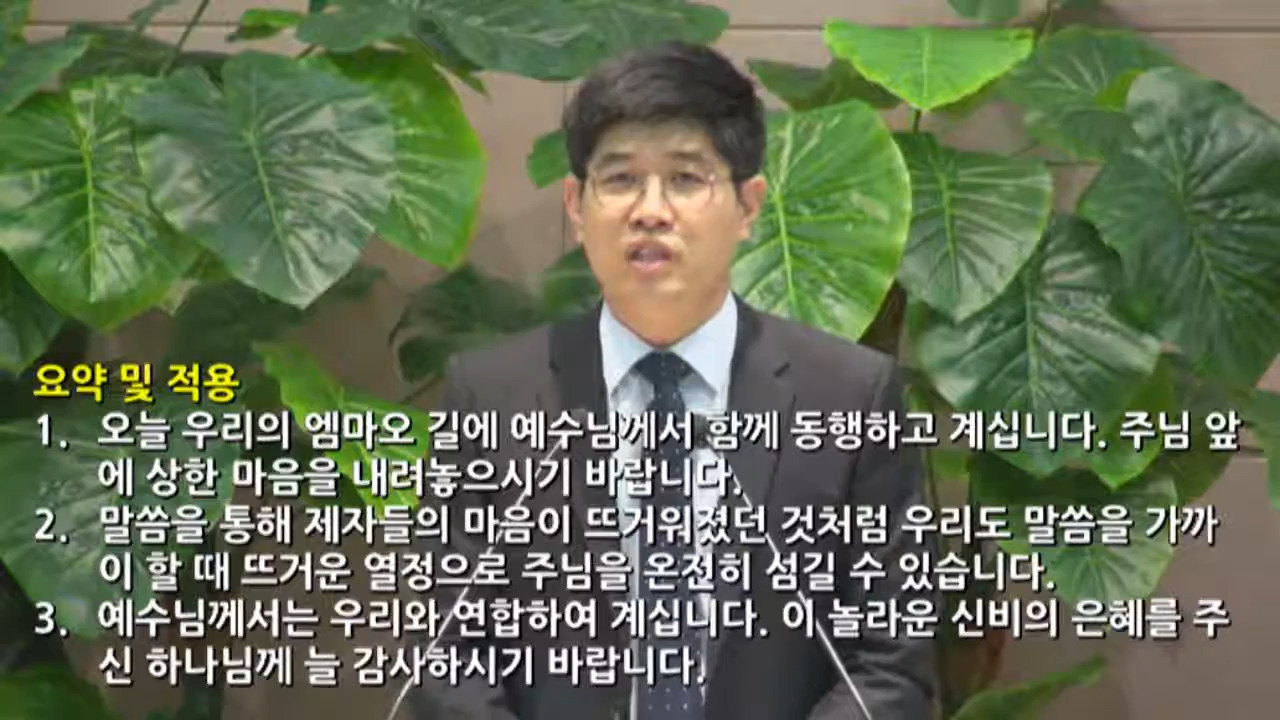 요약 및 적용
1. 오늘 우리의 엠마오 길에 예수님께서 함께 동행하고 계십니다. 주님 앞
에 상한 마음을 내려놓으시기 바랍니다.
2. 말씀을 통해 제자들의 마음이 뜨거워졌던 것처럼 우리도 말씀을 가까
이 할 때 뜨거운 열정으로 주님을 온전히 섬길 수 있습니다.
3. 예수님께서는 우리와 연합하여 계십니다. 이 놀라운 신비의 은혜를 주
신 하나님께 늘 감사하시기 바랍니다.